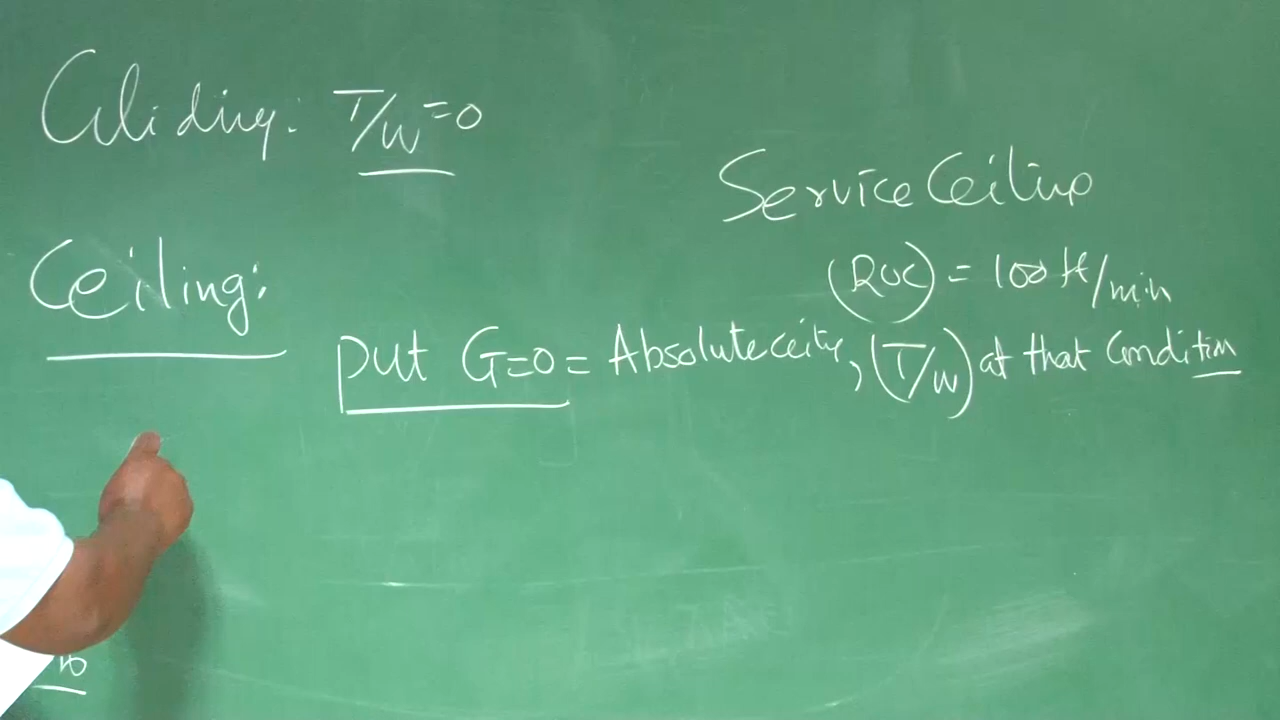 Gliding: T/W=0
Service Ceiling
(ROC) = 100 ft/min
Ceiling:
put G=0 = Absolute ceiling, (T/W) at that Condition